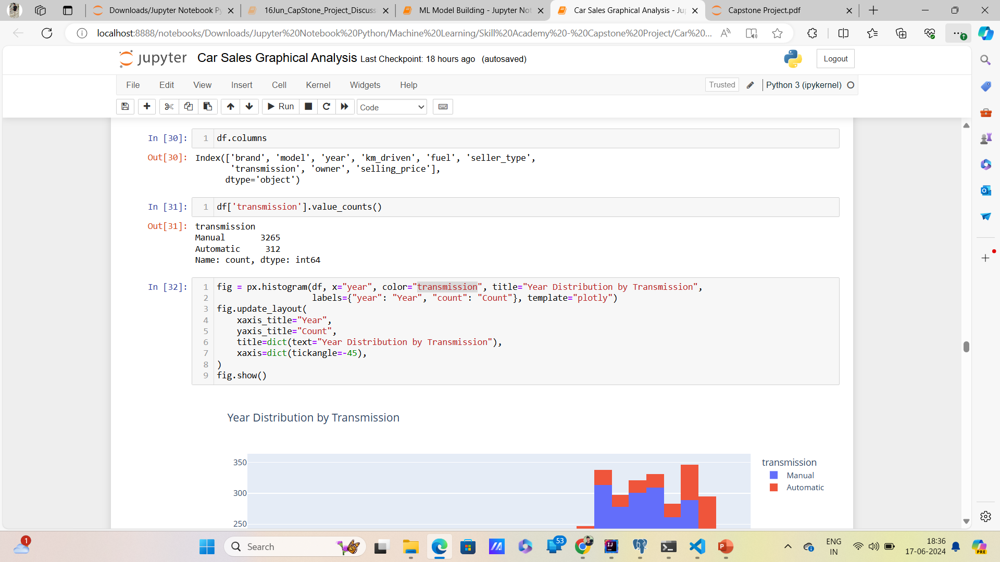 Downloads/Jupyter Notebook Py
16Jun_CapStone_Project_Discuss
ML Model Building - Jupyter Not
Car Sales Graphical Analysis - Jup
Capstone Project.pdf
localhost:8888/notebooks/Downloads/Jupyter%20Notebook%20Python/Machine%20Learning/Skill%20Academy%20-%20Capstone%20Project/Car%20...
jupyter Car Sales Graphical Analysis Last Checkpoint: 18 hours ago (autosaved)
Logout
File Edit View Insert Cell Kernel Widgets Help
Trusted
Python 3 (ipykernel)
Run
Code
In [30]: 1 df.columns
Out[30]: Index(['brand', 'model', 'year', 'km_driven', 'fuel', 'seller_type',
'transmission', 'owner', 'selling_price'],
dtype='object')
In [31]: 1 df['transmission'].value_counts()
Out[31]: transmission
Manual 3265
Automatic 312
Name: count, dtype: int64
In [32]: 1 fig = px.histogram(df, x="year", color="transmission", title="Year Distribution by Transmission",
2 labels={"year": "Year", "count": "Count"}, template="plotly")
3 fig.update_layout(
4 xaxis_title="Year",
5 yaxis_title="Count",
6 title=dict(text="Year Distribution by Transmission"),
7 xaxis=dict(tickangle=-45),
8 )
9 fig.show()
Year Distribution by Transmission
350
300
250
transmission
Manual
Automatic
1
Search
53
PRE
ENG
IN
18:36
17-06-2024